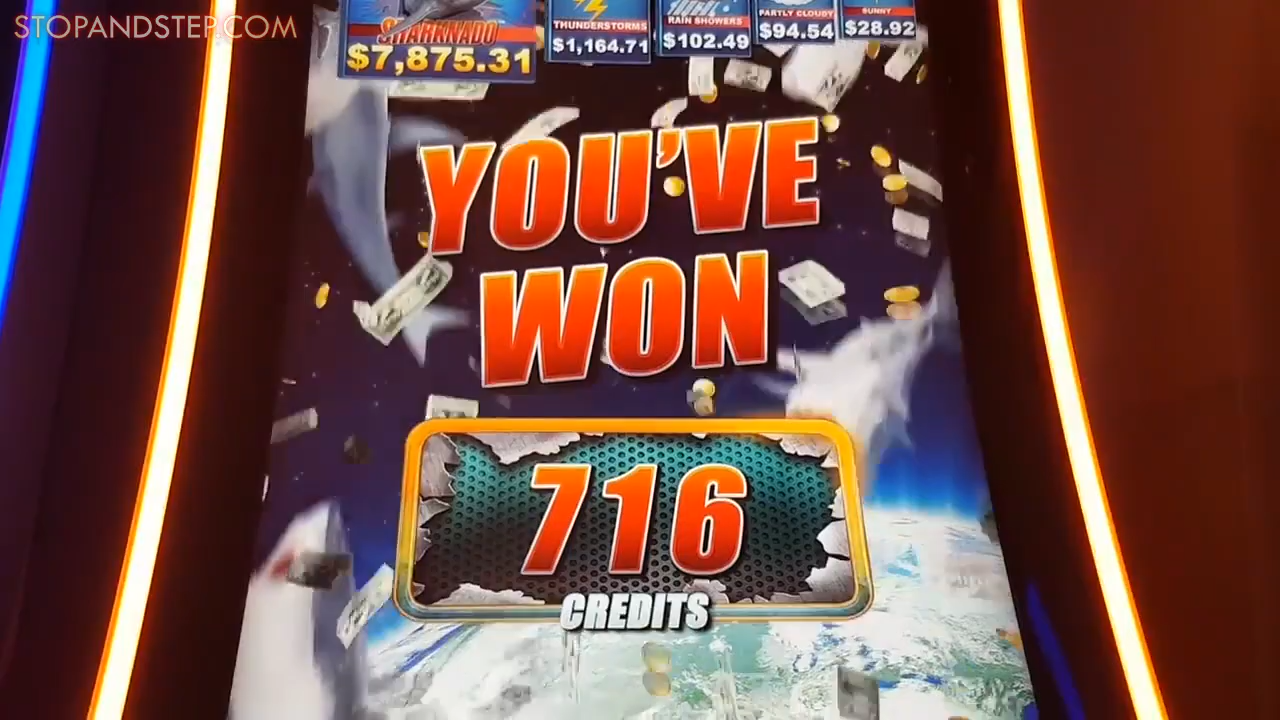 STOPANDSTEP.COM
SHARKNADO
$7,875.31
THUNDERSTORMS
$1,164.71
RAIN SHOWERS
$102.49
PARTLY CLOUDY
$94.54
SUNNY
$28.92
YOU'VE
WON
716
CREDITS